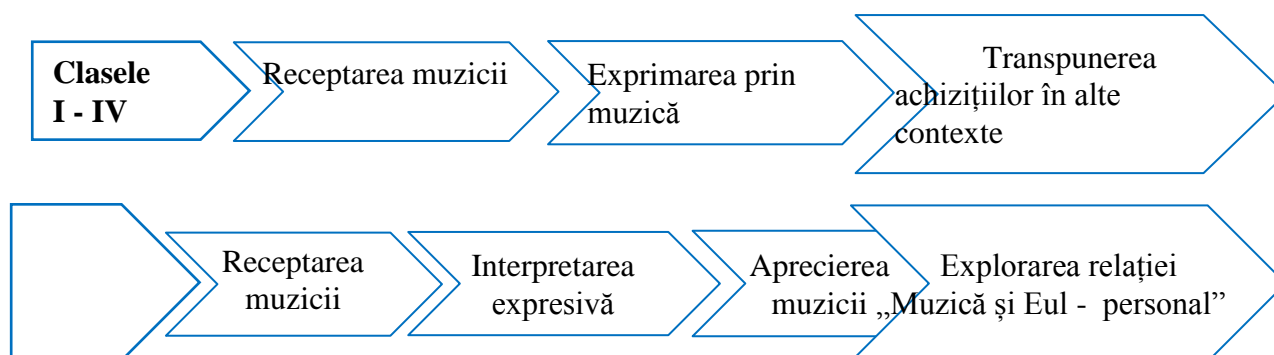 Clasele
I - IV
Receptarea muzicii
Exprimarea prin
muzică
Transpunerea
achizițiilor în alte
contexte
Receptarea
muzicii
Interpretarea
expresivă
Aprecierea
muzicii
Explorarea relației
„Muzică și Eul - personal”